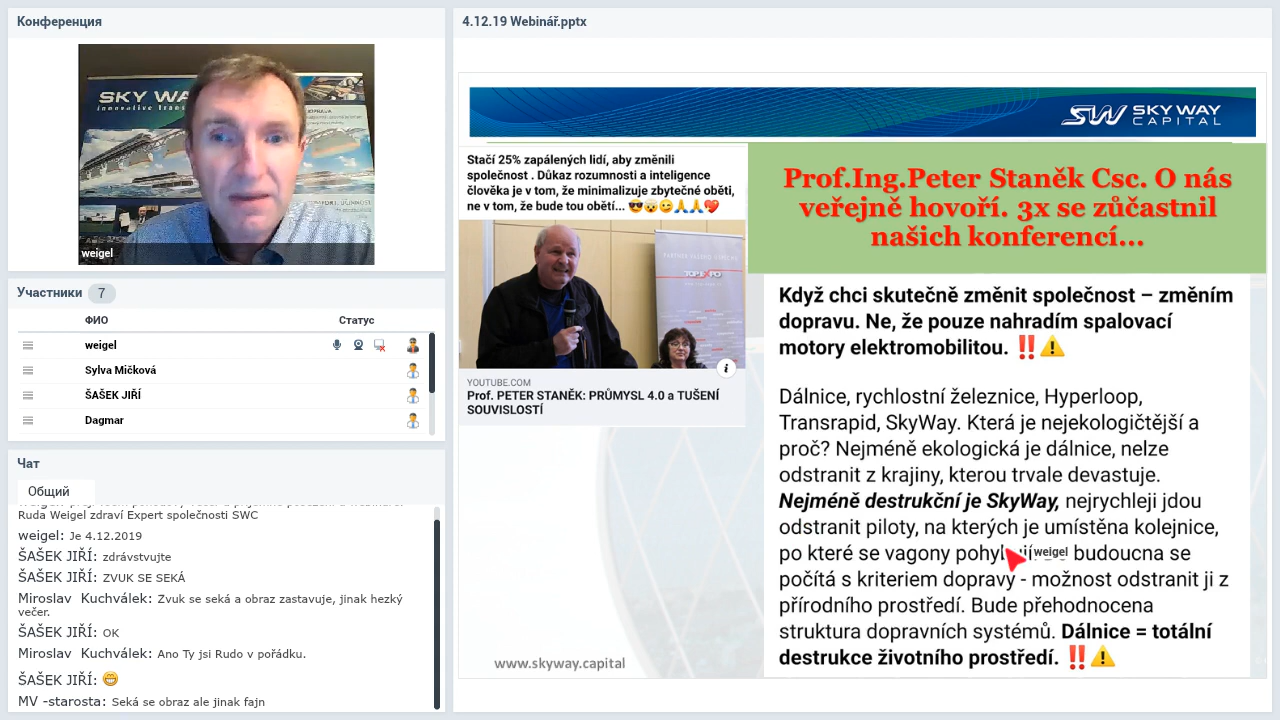 Конференция
SKY WA
innovative trans
weigel
Участники 7
ФИО Статус
weigel
Sylva Mičková
ŠAŠEK JIŘÍ
Dagmar
Чат
Общий
Ruda Weigel zdraví Expert společnosti SWC
weigel: Je 4.12.2019
ŠAŠEK JIŘÍ: zdrávstvujte
ŠAŠEK JIŘÍ: ZVUK SE SEKÁ
Miroslav Kuchválek: Zvuk se seká a obraz zastavuje, jinak hezký
večer.
ŠAŠEK JIŘÍ: OK
Miroslav Kuchválek: Ano Ty jsi Rudo v pořádku.
ŠAŠEK JIŘÍ: 😁
MV -starosta: Seká se obraz ale jinak fajn
4.12.19 Webinář.pptx
SW SKY WAY
CAPITAL
Stačí 25% zapálených lidí, aby změnili
společnost . Důkaz rozumnosti a inteligence
člověka je v tom, že minimalizuje zbytečné oběti,
ne v tom, že bude tou obětí... 😎😴😉🙏🙏❤️
TOP EXPO
YOUTUBE.COM
Prof. PETER STANĚK: PRŮMYSL 4.0 a TUŠENÍ
SOUVISLOSTÍ
www.skyway.capital
Prof.Ing.Peter Staněk Csc. O nás
veřejně hovoří. 3x se zůčastnil
našich konferencí...
Když chci skutečně změnit společnost – změním
dopravu. Ne, že pouze nahradím spalovací
motory elektromobilitou. ‼️⚠️
Dálnice, rychlostní železnice, Hyperloop,
Transrapid, SkyWay. Která je nejekologičtější a
proč? Nejméně ekologická je dálnice, nelze
odstranit z krajiny, kterou trvale devastuje.
Nejméně destrukční je SkyWay, nejrychleji jdou
odstranit piloty, na kterých je umístěna kolejnice,
po které se vagony weigel budoucna se
počítá s kriteriem dopravy - možnost odstranit ji z
přírodního prostředí. Bude přehodnocena
struktura dopravních systémů. Dálnice = totální
destrukce životního prostředí. ‼️⚠️